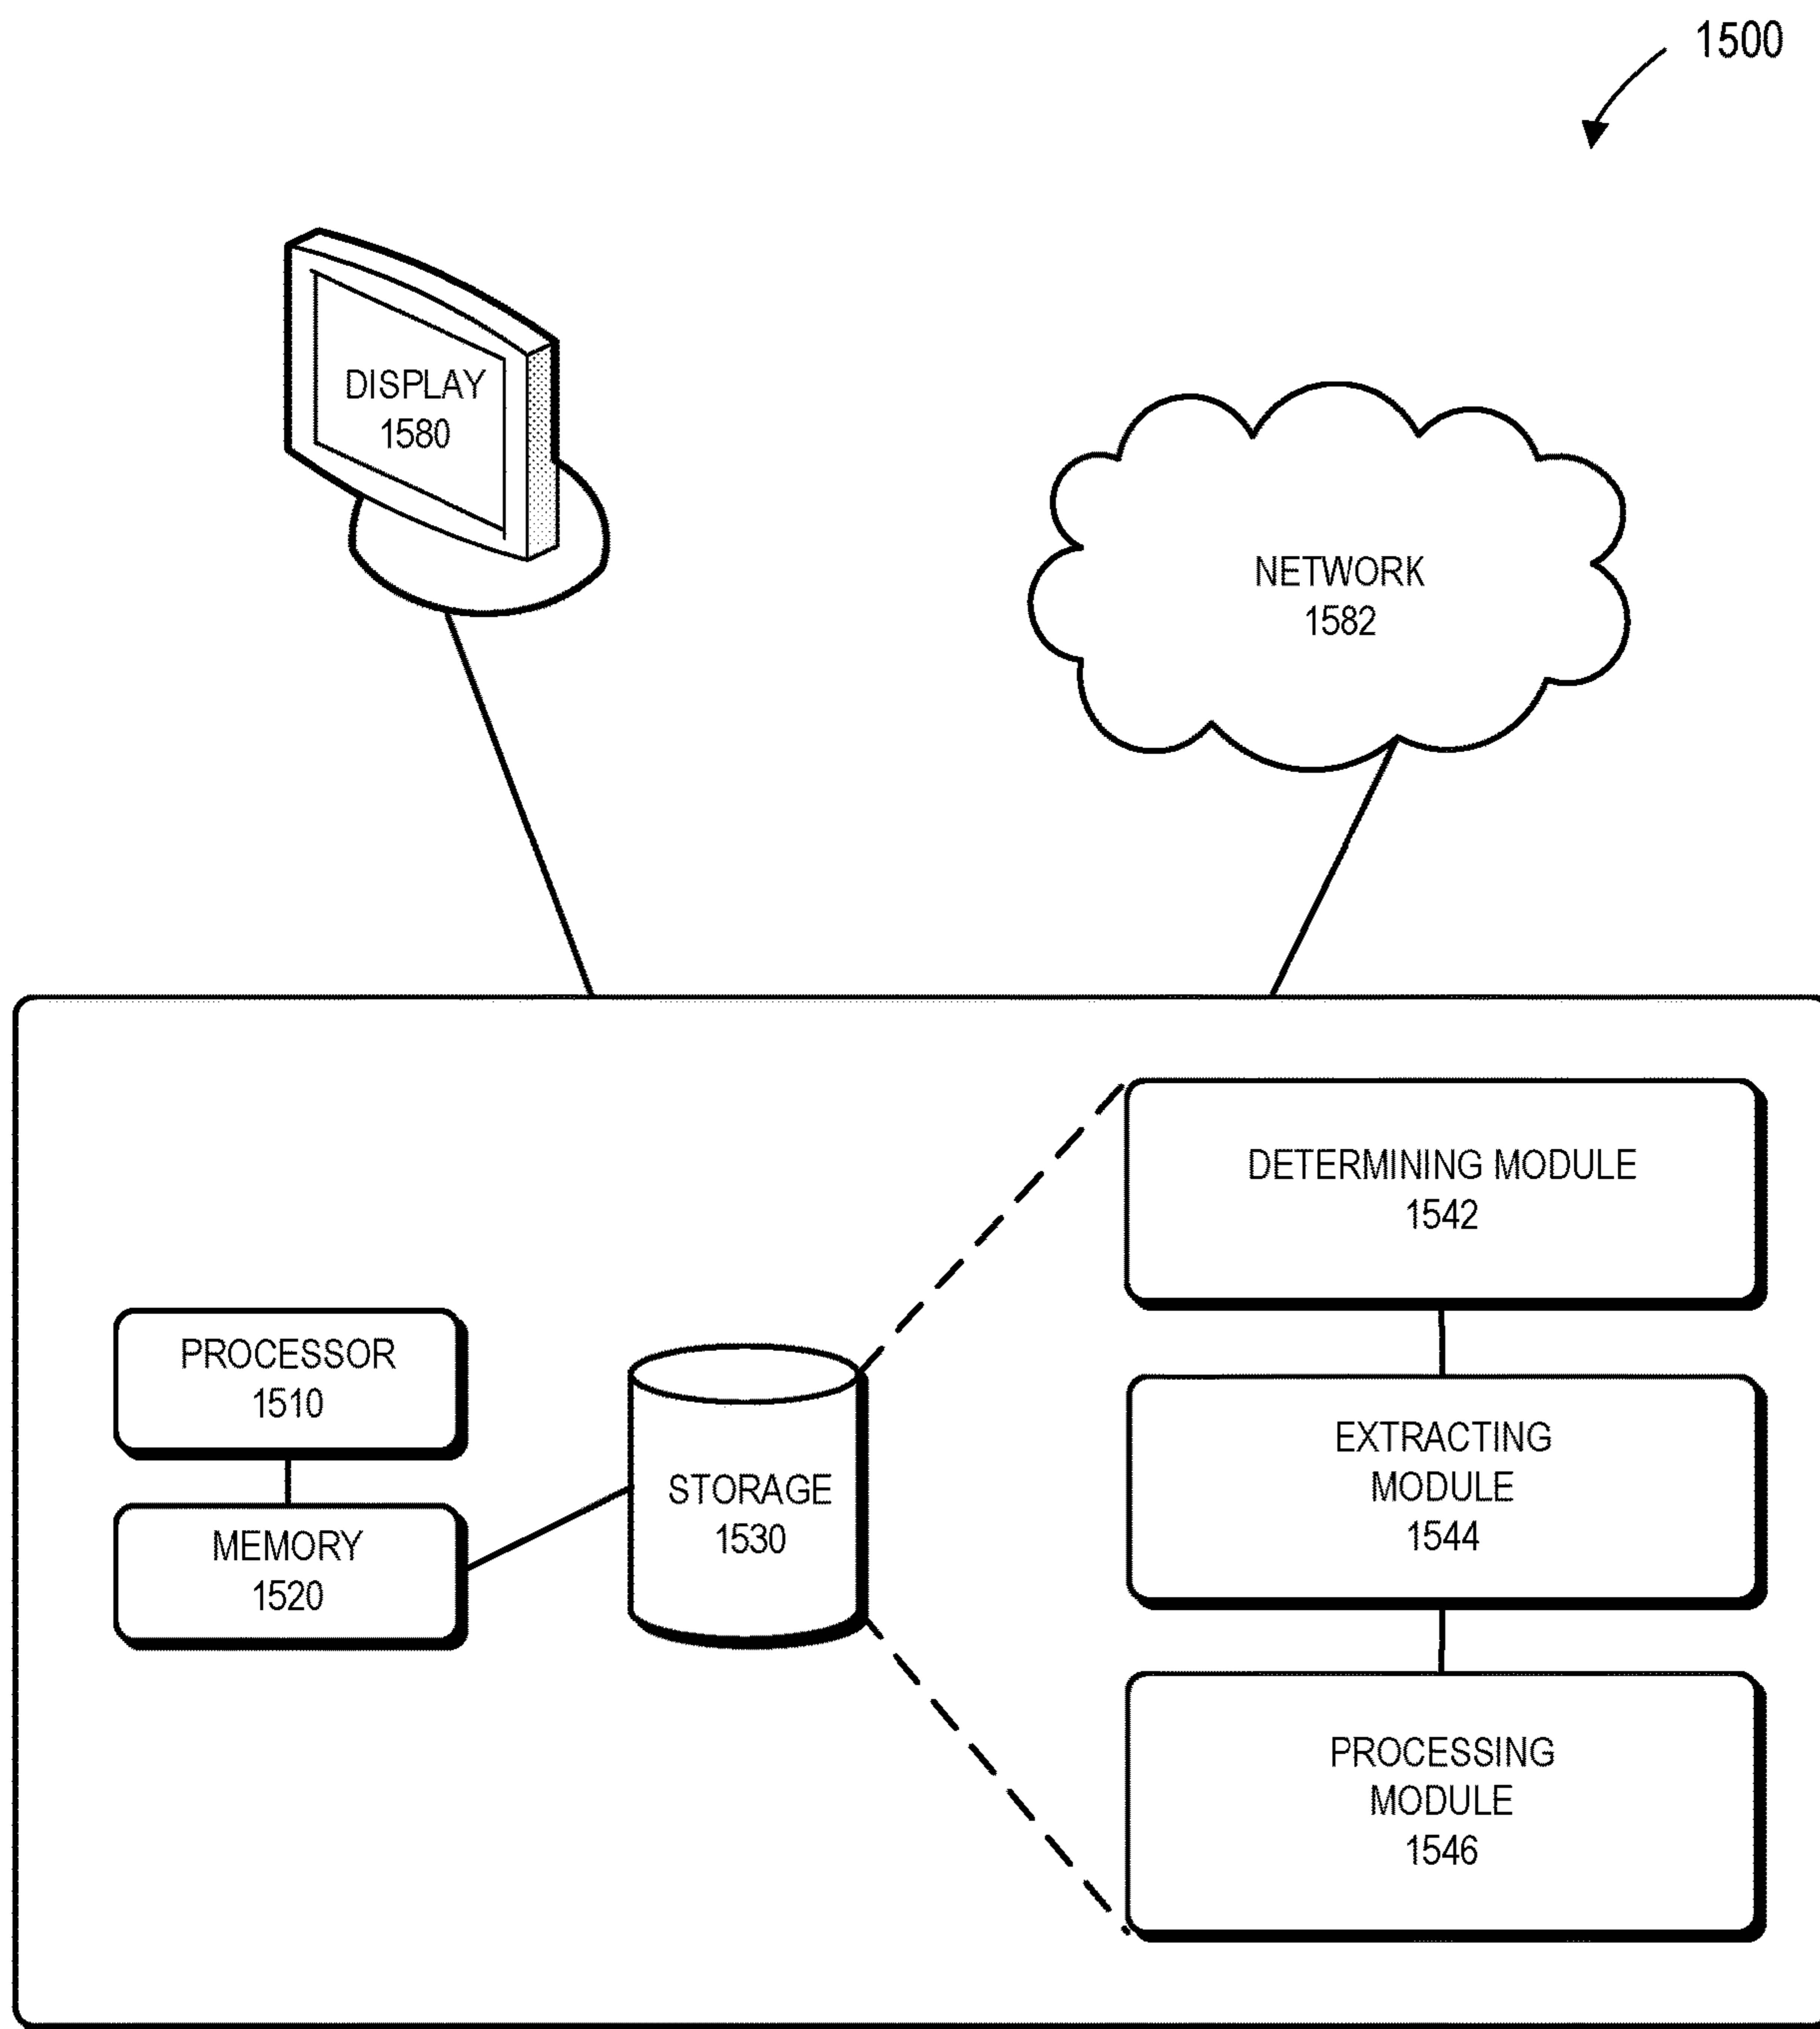 1500
DISPLAY
1580
NETWORK
1582
DETERMINING MODULE
1542
PROCESSOR
1510
EXTRACTING
MODULE
1544
STORAGE
1530
MEMORY
1520
PROCESSING
MODULE
1546